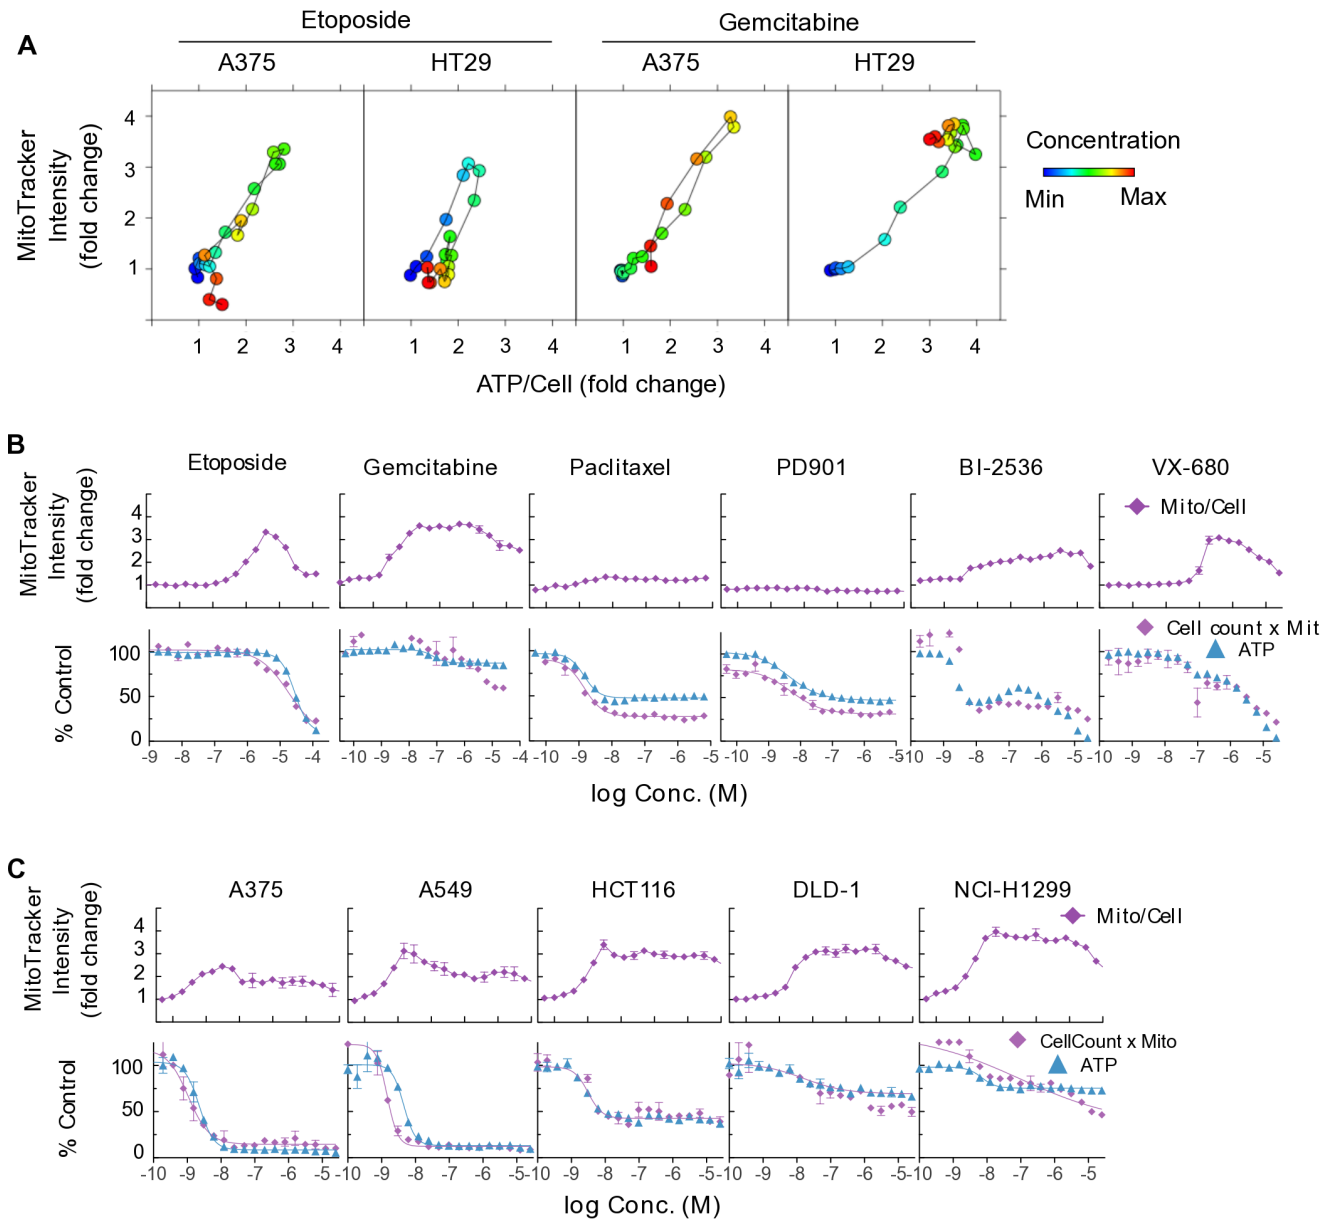 A
Etoposide
Gemcitabine
A375
HT29
A375
HT29
MitoTracker
Intensity
(fold change)
4
3
2
1
1 2 3 4 1 2 3 4 1 2 3 4 1 2 3 4
ATP/Cell (fold change)
Concentration
Min
Max
B
Etoposide
Gemcitabine
Paclitaxel
PD901
BI-2536
VX-680
MitoTracker
Intensity
(fold change)
4
3
2
1
Mito/Cell
Cell count x Mit
ATP
% Control
100
50
0
-9 -8 -7 -6 -5 -4
-10 -9 -8 -7 -6 -5 -4
-10 -9 -8 -7 -6 -5
-10 -9 -8 -7 -6 -5
-10 -9 -8 -7 -6 -5
-10 -9 -8 -7 -6 -5
log Conc. (M)
C
A375
A549
HCT116
DLD-1
NCI-H1299
MitoTracker
Intensity
(fold change)
4
3
2
1
Mito/Cell
CellCount x Mito
ATP
% Control
100
50
0
-10 -9 -8 -7 -6 -5
-10 -9 -8 -7 -6 -5
-10 -9 -8 -7 -6 -5
-10 -9 -8 -7 -6 -5
-10 -9 -8 -7 -6 -5
log Conc. (M)